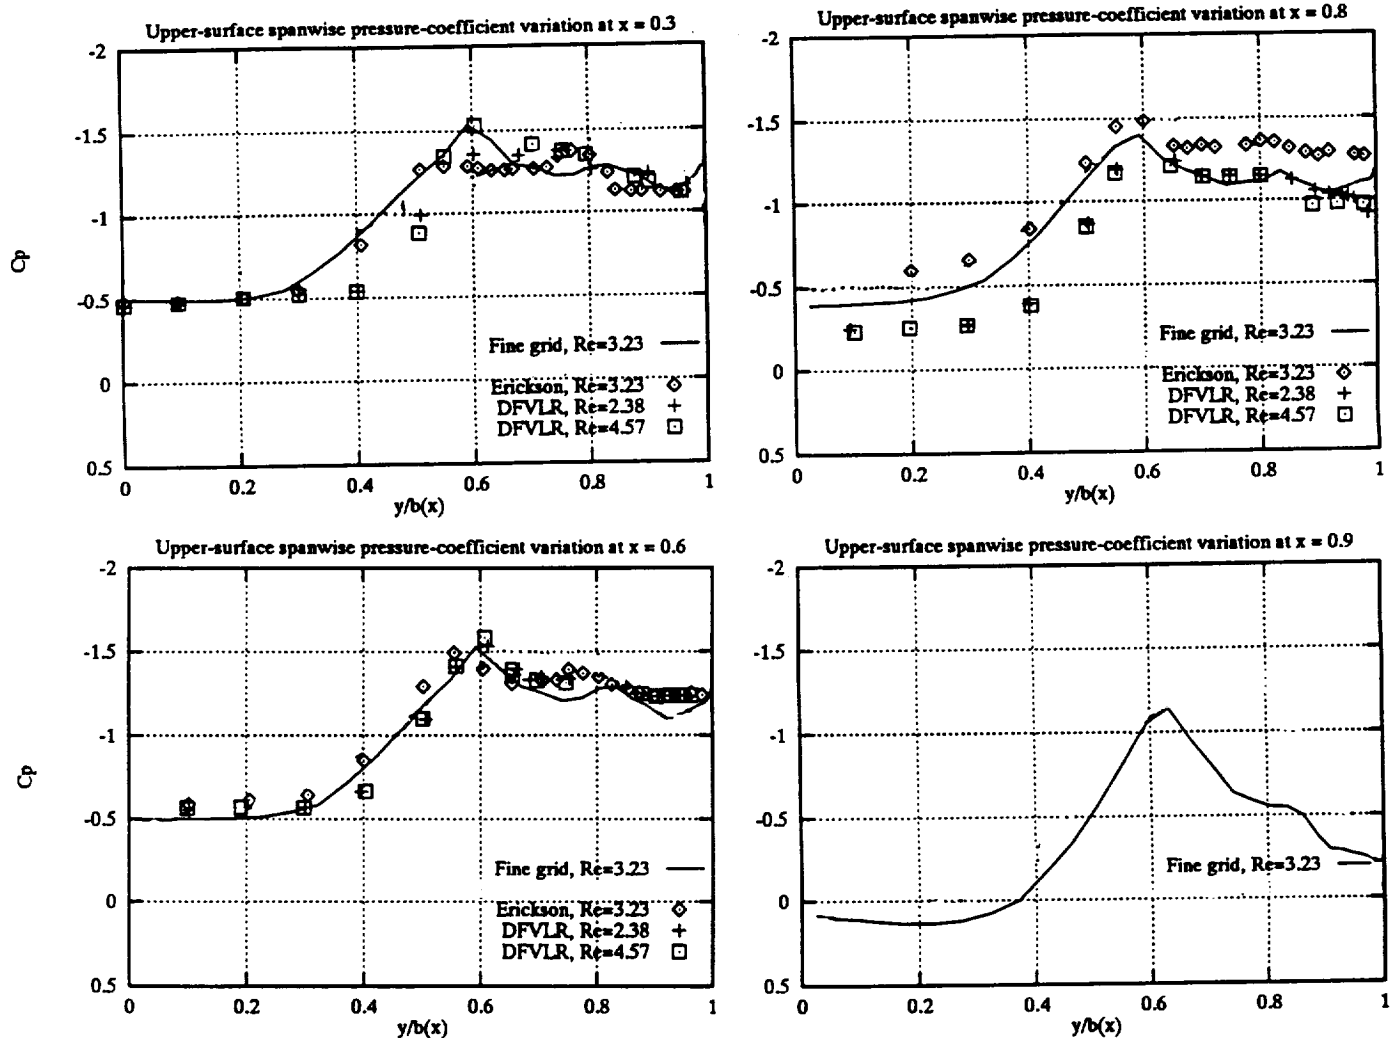 Upper-surface spanwise pressure-coefficient variation at x = 0.3
-2
-1.5
-1
-0.5
0
0.5
Cp
Fine grid, Re=3.23
Erickson, Re=3.23
DFVLR, Re=2.38
DFVLR, Re=4.57
0 0.2 0.4 0.6 0.8 1
y/b(x)
Upper-surface spanwise pressure-coefficient variation at x = 0.8
-2
-1.5
-1
-0.5
0
0.5
Fine grid, Re=3.23
Erickson, Re=3.23
DFVLR, Re=2.38
DFVLR, Re=4.57
0 0.2 0.4 0.6 0.8 1
y/b(x)
Upper-surface spanwise pressure-coefficient variation at x = 0.6
-2
-1.5
-1
-0.5
0
0.5
Cp
Fine grid, Re=3.23
Erickson, Re=3.23
DFVLR, Re=2.38
DFVLR, Re=4.57
0 0.2 0.4 0.6 0.8 1
y/b(x)
Upper-surface spanwise pressure-coefficient variation at x = 0.9
-2
-1.5
-1
-0.5
0
0.5
Fine grid, Re=3.23
0 0.2 0.4 0.6 0.8 1
y/b(x)